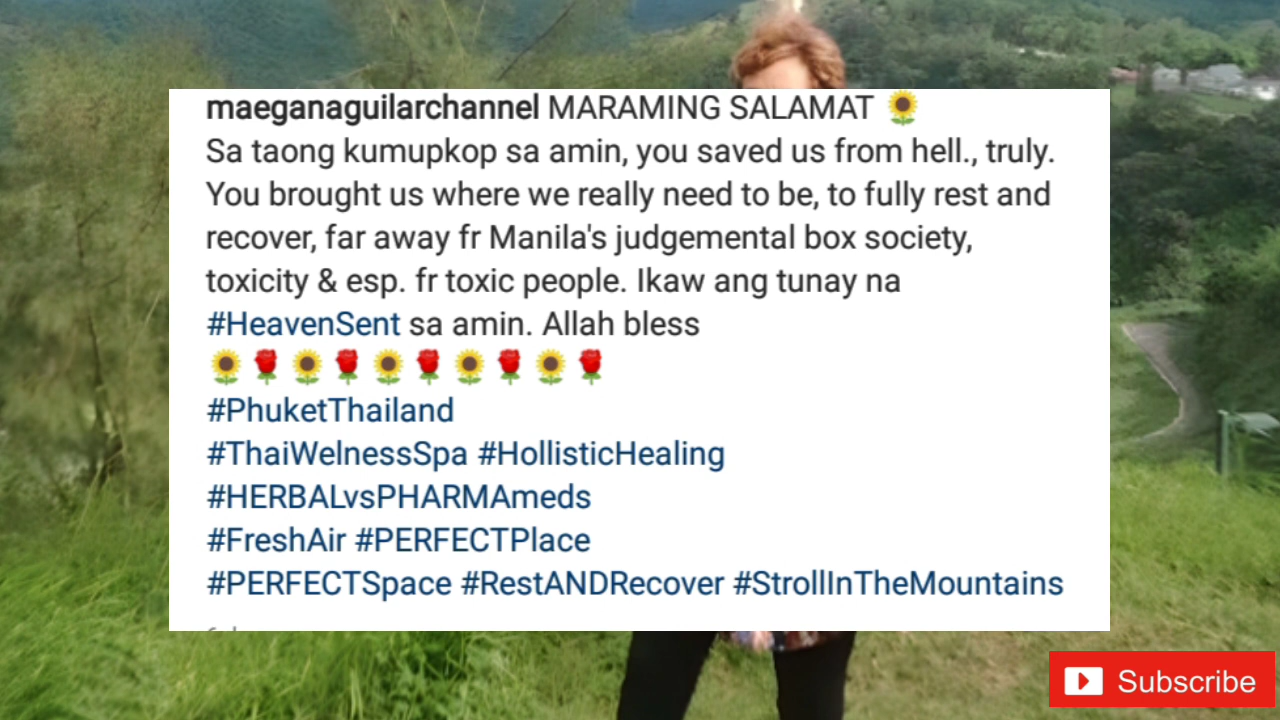 maeganaguilarchannel MARAMING SALAMAT 🌻
Sa taong kumupkop sa amin, you saved us from hell., truly.
You brought us where we really need to be, to fully rest and
recover, far away fr Manila's judgemental box society,
toxicity & esp. fr toxic people. Ikaw ang tunay na
#HeavenSent sa amin. Allah bless
🌻🌹🌻🌹🌻🌹🌻🌹🌻🌹
#PhuketThailand
#ThaiWelnessSpa #HollisticHealing
#HERBALvsPHARMAmeds
#FreshAir #PERFECTPlace
#PERFECTSpace #RestANDRecover #StrollInTheMountains
Subscribe